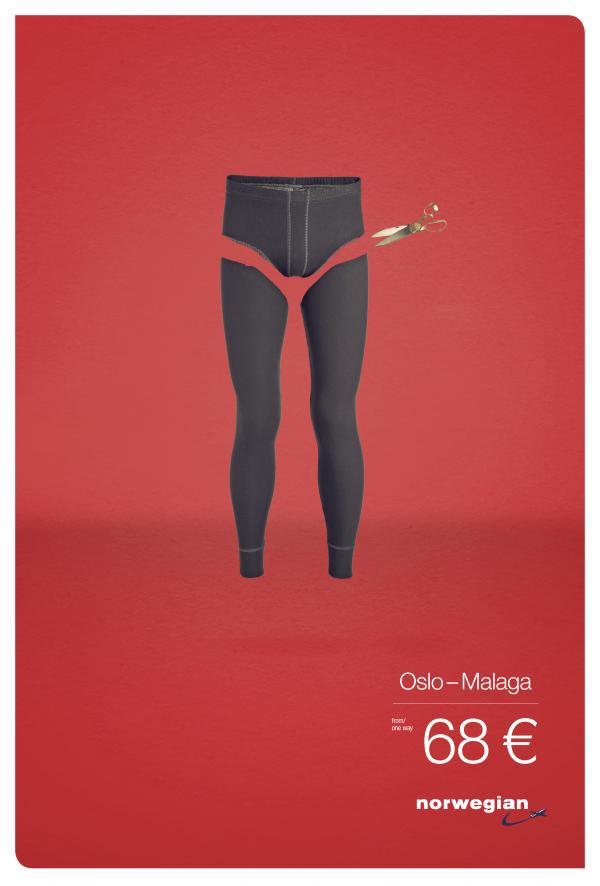 Oslo – Malaga
from/
one way
68 €
norwegian